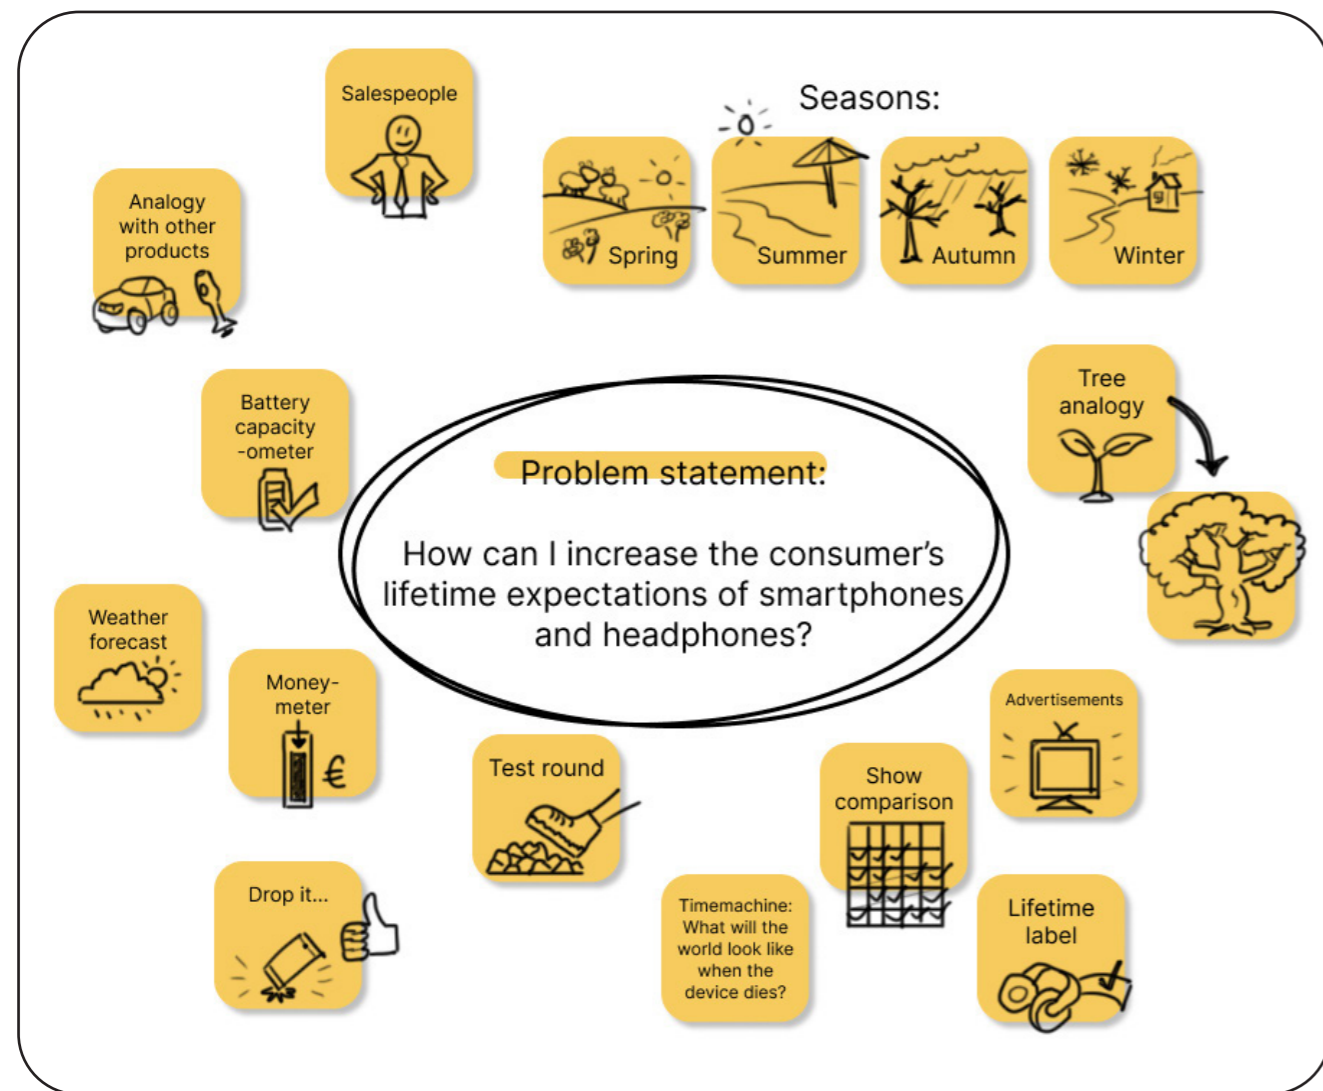 Salespeople
Seasons:
Analogy
with other
products
Spring
Summer
Autumn
Winter
Battery
capacity
-ometer
Tree
analogy
Problem statement:
How can I increase the consumer’s
lifetime expectations of smartphones
and headphones?
Weather
forecast
Money-
meter
€
Test round
Show
comparison
Advertisements
Drop it...
Timemachine:
What will the
world look like
when the
device dies?
Lifetime
label